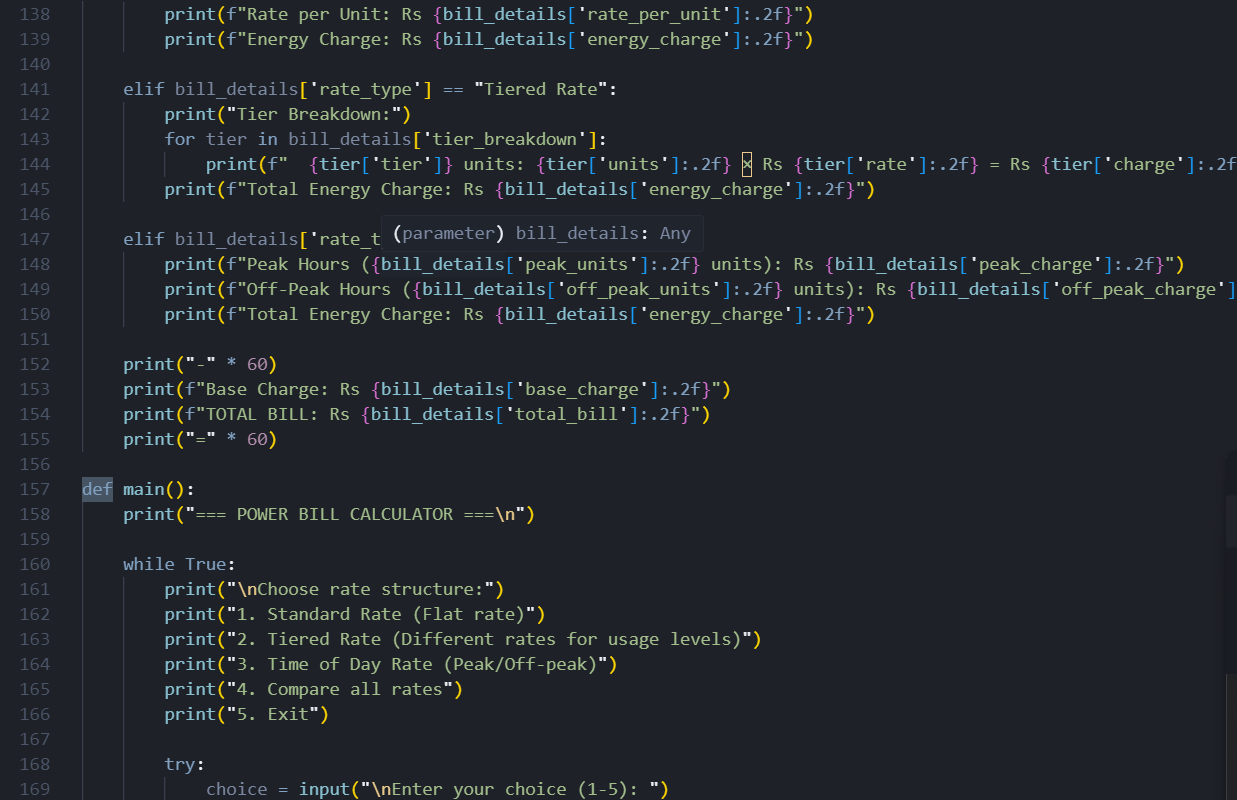 138 print(f"Rate per Unit: Rs {bill_details['rate_per_unit']:.2f}")
139 print(f"Energy Charge: Rs {bill_details['energy_charge']:.2f}")
140
141 elif bill_details['rate_type'] == "Tiered Rate":
142 print("Tier Breakdown:")
143 for tier in bill_details['tier_breakdown']:
144 print(f"  {tier['tier']} units: {tier['units']:.2f} × Rs {tier['rate']:.2f} = Rs {tier['charge']:.2f
145 print(f"Total Energy Charge: Rs {bill_details['energy_charge']:.2f}")
146
147 elif bill_details['rate_t
(parameter) bill_details: Any
148 print(f"Peak Hours ({bill_details['peak_units']:.2f} units): Rs {bill_details['peak_charge']:.2f}")
149 print(f"Off-Peak Hours ({bill_details['off_peak_units']:.2f} units): Rs {bill_details['off_peak_charge']
150 print(f"Total Energy Charge: Rs {bill_details['energy_charge']:.2f}")
151
152 print("-" * 60)
153 print(f"Base Charge: Rs {bill_details['base_charge']:.2f}")
154 print(f"TOTAL BILL: Rs {bill_details['total_bill']:.2f}")
155 print("=" * 60)
156
157 def main():
158 print("=== POWER BILL CALCULATOR ===\n")
159
160 while True:
161 print("\nChoose rate structure:")
162 print("1. Standard Rate (Flat rate)")
163 print("2. Tiered Rate (Different rates for usage levels)")
164 print("3. Time of Day Rate (Peak/Off-peak)")
165 print("4. Compare all rates")
166 print("5. Exit")
167
168 try:
169 choice = input("\nEnter your choice (1-5): ")